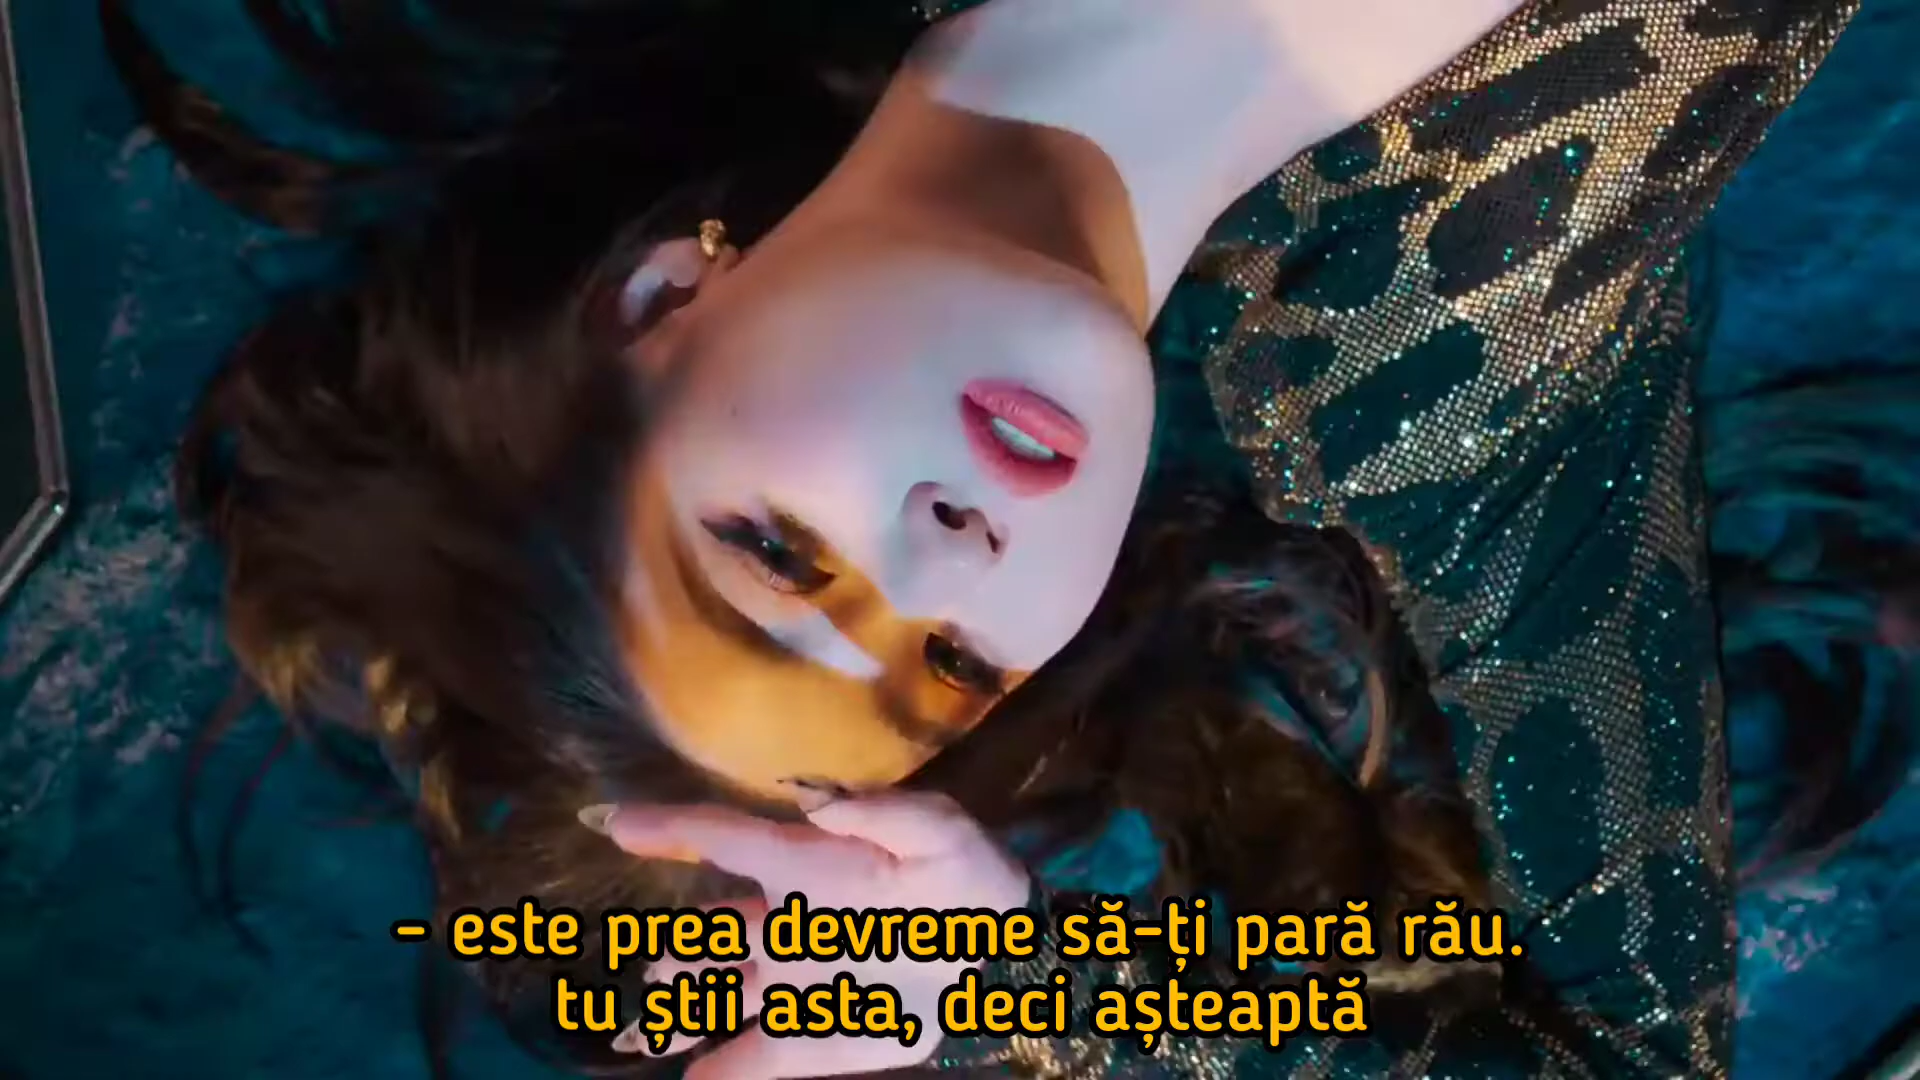 - este prea devreme să-ți pară rău.
tu știi asta, deci așteaptă